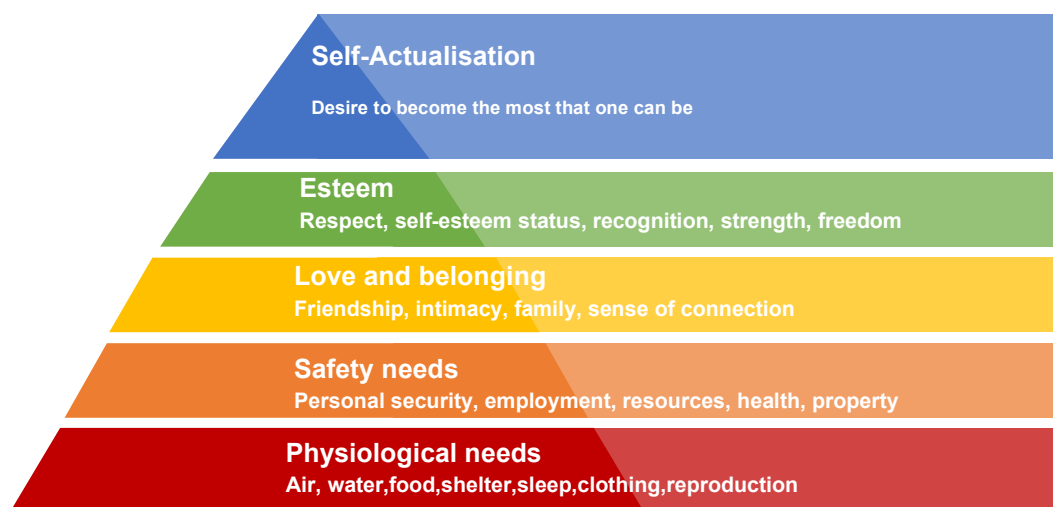 Self-Actualisation
Desire to become the most that one can be
Esteem
Respect, self-esteem status, recognition, strength, freedom
Love and belonging
Friendship, intimacy, family, sense of connection
Safety needs
Personal security, employment, resources, health, property
Physiological needs
Air, water,food,shelter,sleep,clothing,reproduction